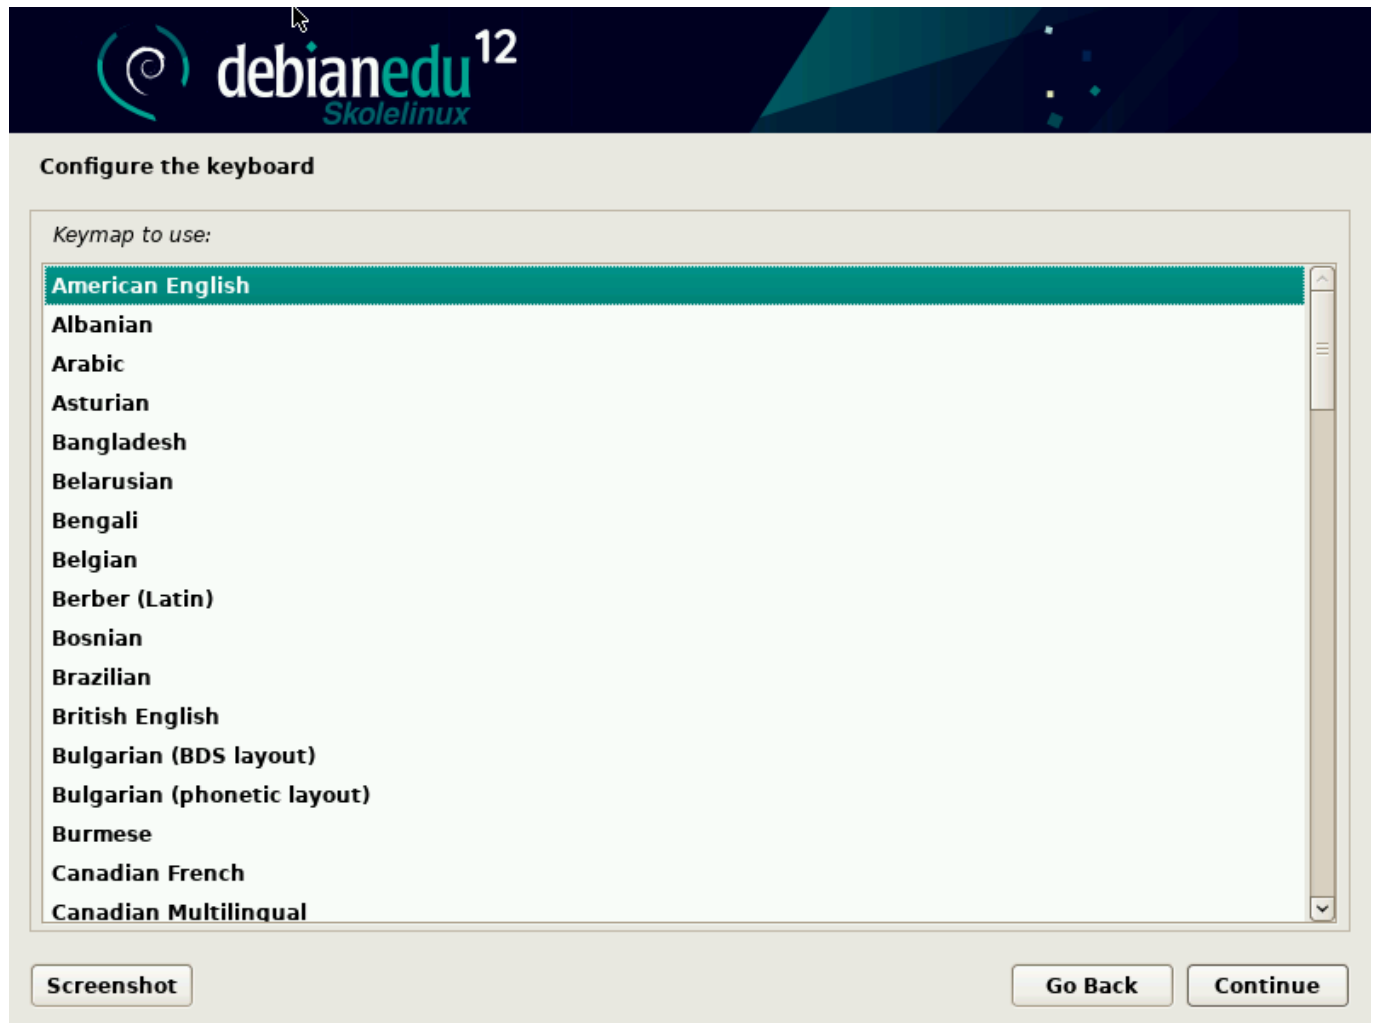 debianedu 12
Skolelinux
Configure the keyboard
Keymap to use:
American English
Albanian
Arabic
Asturian
Bangladesh
Belarusian
Bengali
Belgian
Berber (Latin)
Bosnian
Brazilian
British English
Bulgarian (BDS layout)
Bulgarian (phonetic layout)
Burmese
Canadian French
Canadian Multilingual
Screenshot
Go Back
Continue